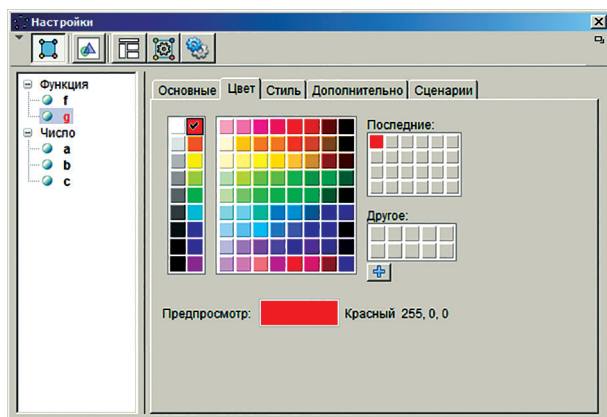 Настройки
Функция
f
g
Число
a
b
c
Основные Цвет Стиль Дополнительно Сценарии
Последние:
Другое:
Предпросмотр: Красный 255, 0, 0